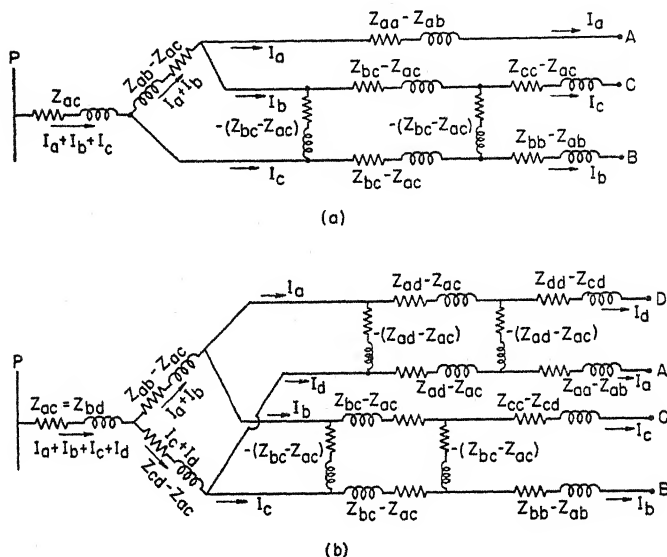 Z_aa-Z_ab
I_a
A
I_a
P
Z_ab-Z_ac
Z_ac
I_a+I_b
I_b
Z_bc-Z_ac
Z_cc-Z_ac
C
I_c
-(Z_bc-Z_ac)
-(Z_bc-Z_ac)
I_a+I_b+I_c
Z_bb-Z_ab
B
I_c
Z_bc-Z_ac
I_b
(a)
I_a
Z_ad-Z_ac
Z_dd-Z_cd
D
I_d
-(Z_ad-Z_ac)
-(Z_ad-Z_ac)
P
Z_ab-Z_ac
I_a+I_b
I_d
Z_ad-Z_ac
Z_aa-Z_ab
A
I_a
Z_ac=Z_bd
I_a+I_b+I_c+I_d
I_b
Z_bc-Z_ac
Z_cc-Z_cd
C
I_c
I_c+I_d
Z_cd-Z_ac
-(Z_bc-Z_ac)
-(Z_bc-Z_ac)
I_c
Z_bc-Z_ac
Z_bb-Z_ab
B
I_b
(b)